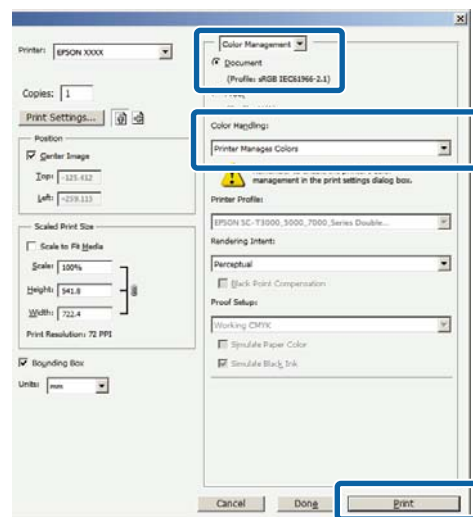 Printer: EPSON XXXX
Copies: 1
Print Settings...
Position
Center Image
Top: -125.412
Left: -259.113
Scaled Print Size
Scale to Fit Media
Scale: 100%
Height: 541.8
Width: 722.4
Print Resolution: 72 PPI
Bounding Box
Units: mm
Color Management
Document
(Profile: sRGB IEC61966-2.1)
Color Handling:
Printer Manages Colors
management in the print settings dialog box.
Printer Profile:
EPSON SC-T3000_5000_7000_Series Double...
Rendering Intent:
Perceptual
Black Point Compensation
Proof Setup:
Working CMYK
Simulate Paper Color
Simulate Black Ink
Cancel Done Print